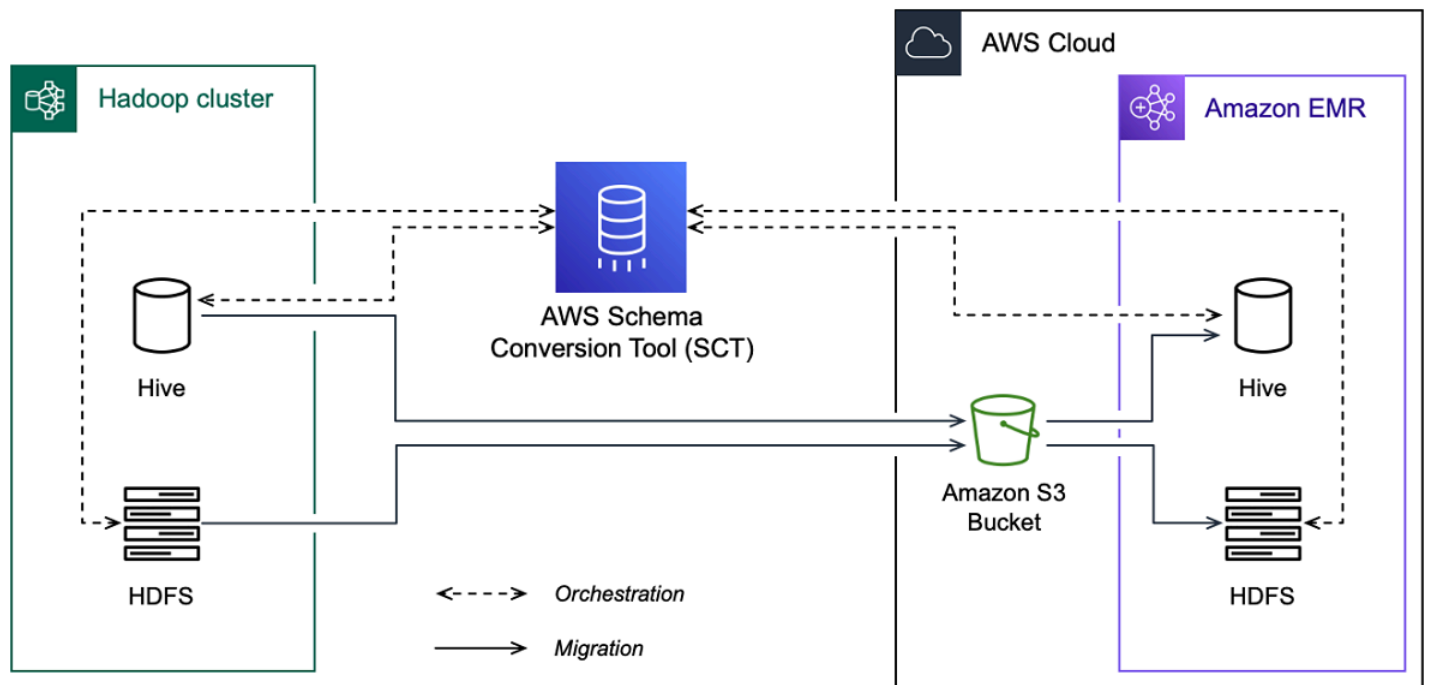 AWS Cloud
Hadoop cluster
Amazon EMR
AWS Schema
Conversion Tool (SCT)
Hive
Hive
Amazon S3
Bucket
HDFS
HDFS
Orchestration
Migration